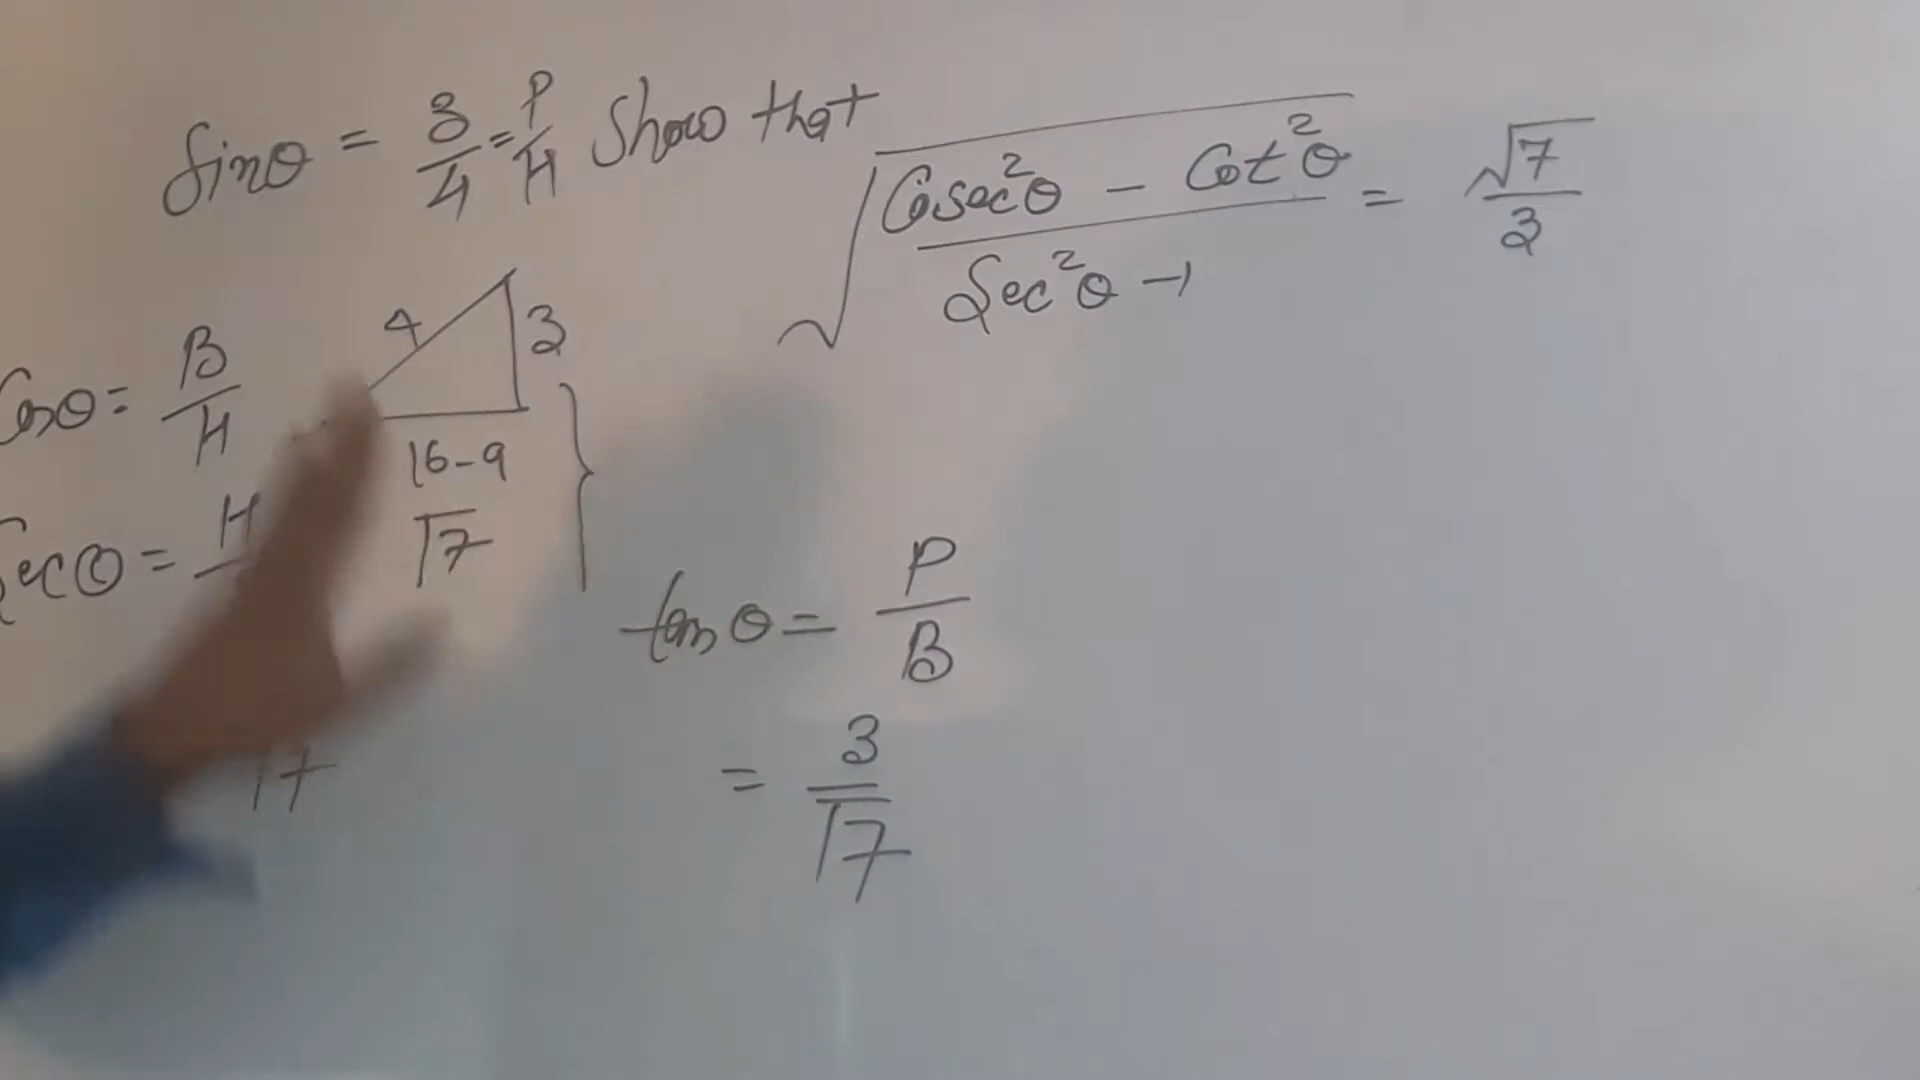 Sinθ = 3/4 = P/H Show that √((Cosec²θ - Cot²θ)/(Sec²θ - 1)) = √7/3
4
3
Cosθ = B/H
16-9
√7
Secθ = H
tanθ = P/B
= 3/√7